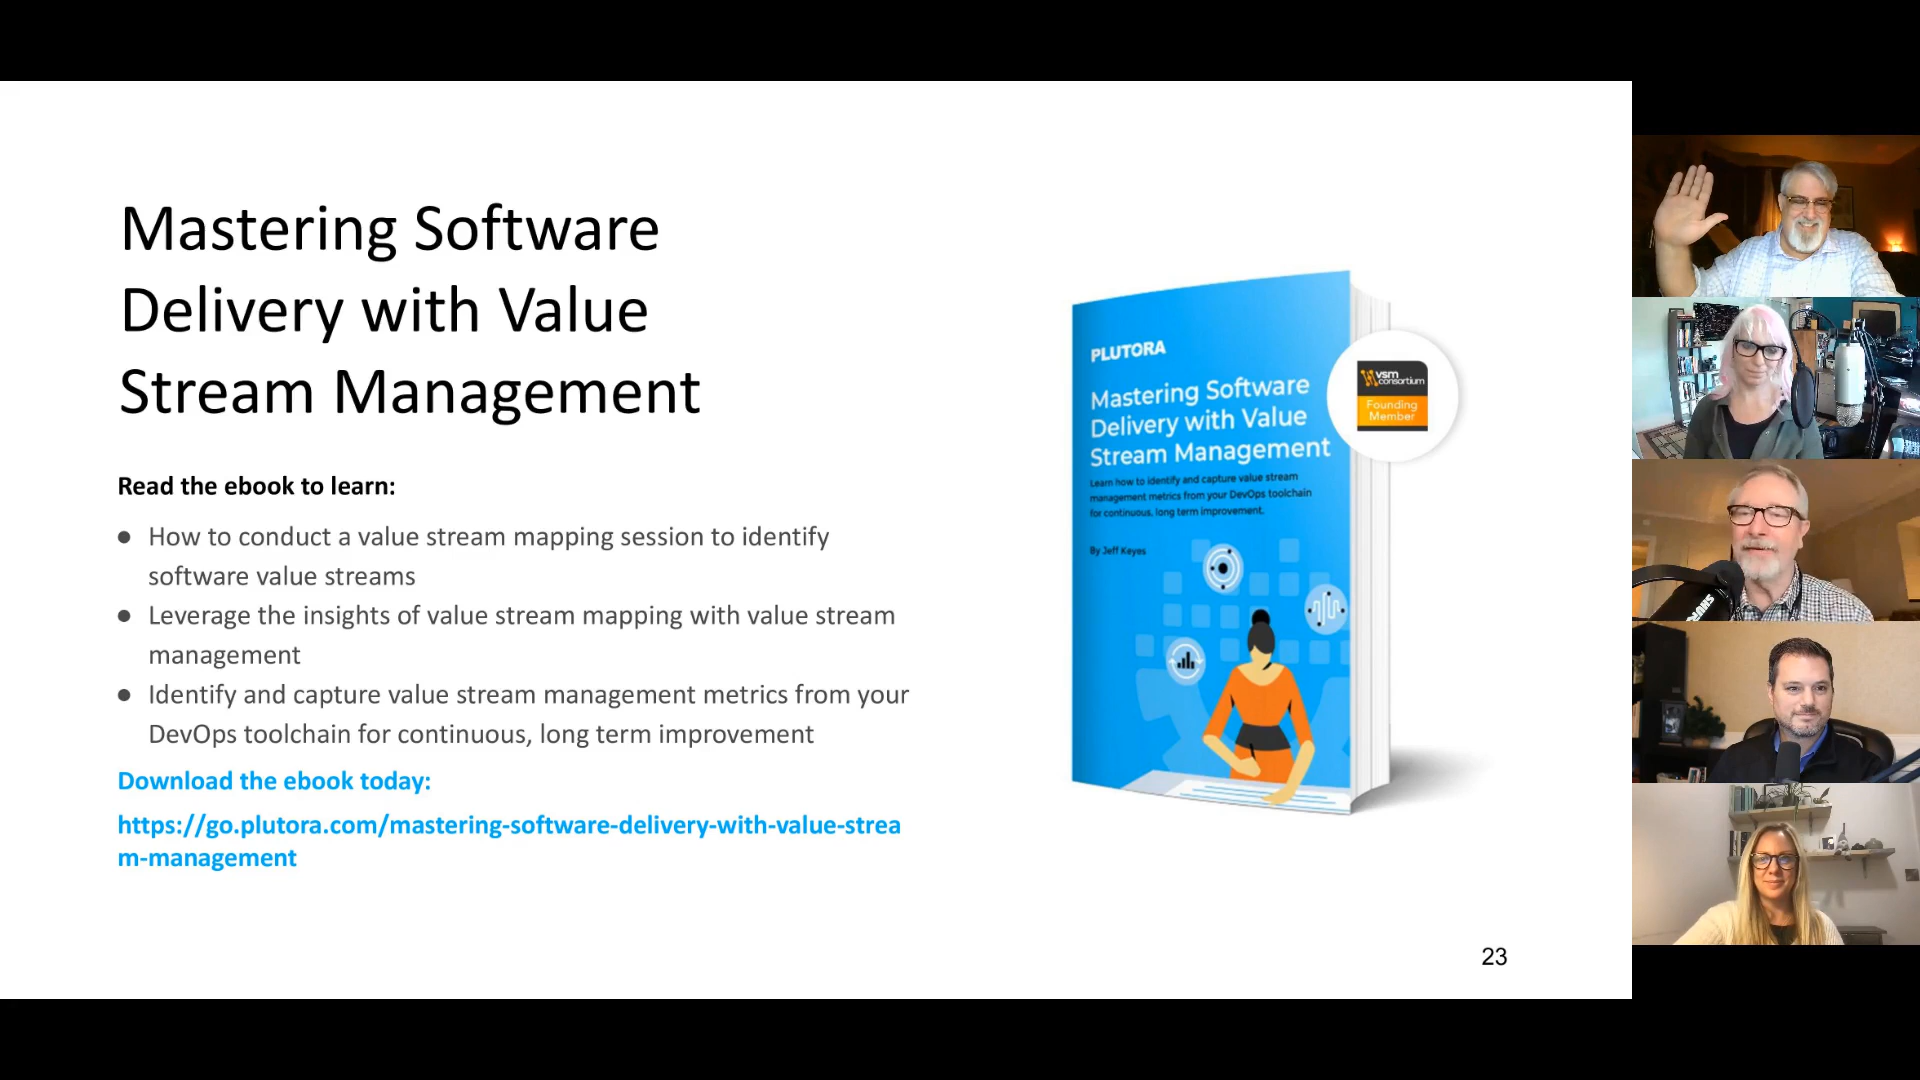 Mastering Software
Delivery with Value
Stream Management
Read the ebook to learn:
● How to conduct a value stream mapping session to identify
software value streams
● Leverage the insights of value stream mapping with value stream
management
● Identify and capture value stream management metrics from your
DevOps toolchain for continuous, long term improvement
Download the ebook today:
https://go.plutora.com/mastering-software-delivery-with-value-strea
m-management
PLUTORA
Mastering Software
Delivery with Value
Stream Management
Learn how to identify and capture value stream
management metrics from your DevOps toolchain
for continuous, long term improvement.
By Jeff Keyes
vsm
consortium
Founding
Member
23
SHURE